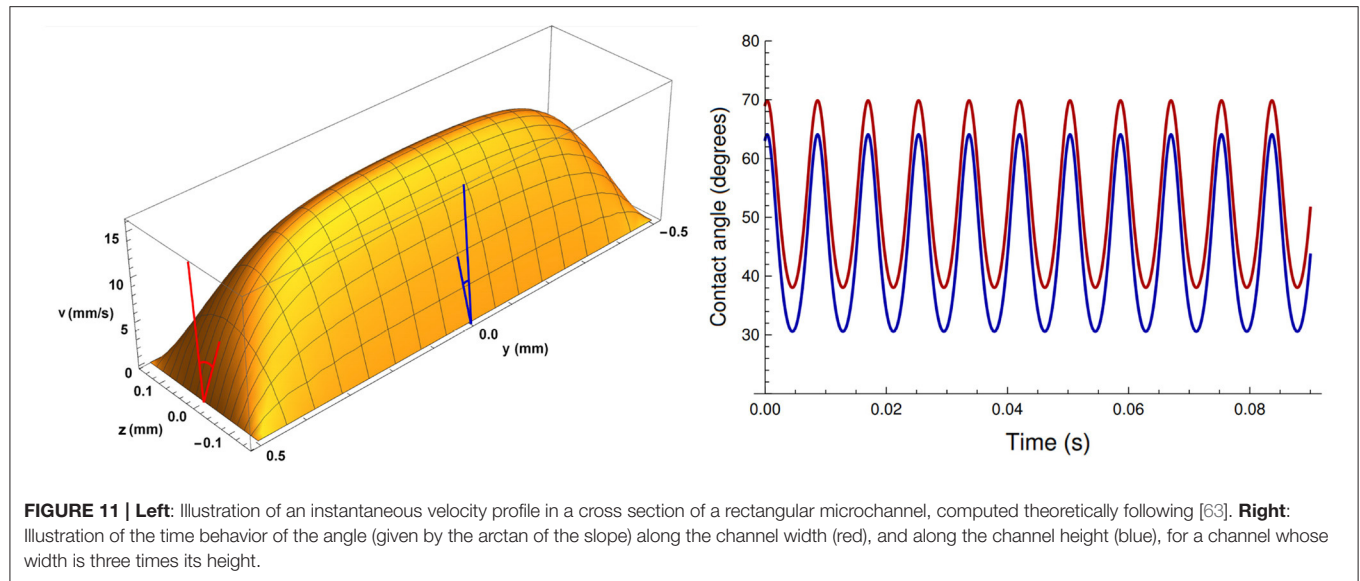 15
10
v (mm/s)
5
0
0.1
0.0
z (mm)
−0.1
0.5
0.0
y (mm)
−0.5
80
70
60
50
40
30
Contact angle (degrees)
0.00 0.02 0.04 0.06 0.08
Time (s)
FIGURE 11 | Left: Illustration of an instantaneous velocity profile in a cross section of a rectangular microchannel, computed theoretically following [63]. Right:
Illustration of the time behavior of the angle (given by the arctan of the slope) along the channel width (red), and along the channel height (blue), for a channel whose
width is three times its height.